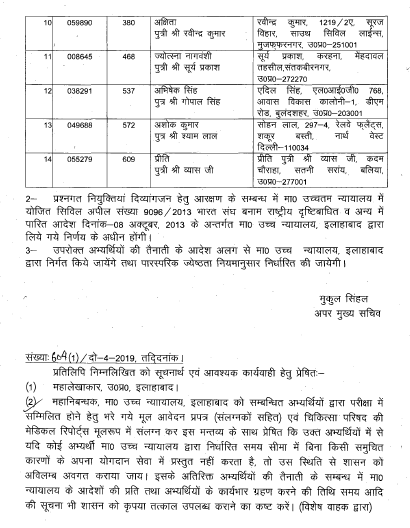 10 059890 380 अक्षिता रवीन्द्र कुमार, 1219/2ए, सूरज
पुत्री श्री रवीन्द्र कुमार विहार, साउथ सिविल लाईन्स,
मुजफ्फरनगर, उ0प्र0-251001
11 008645 468 ज्योत्स्ना नागवंशी सूर्य प्रकाश, करहना, मेंहदावल
पुत्री श्री सूर्य प्रकाश तहसील,संतकबीरनगर,
उ0प्र0-272270
12 038291 537 अभिषेक सिंह एदिल सिंह, एल0आई0जी0 768,
पुत्र श्री गोपाल सिंह आवास विकास कालोनी-1, डीएम
रोड, बुलंदशहर, उ0प्र0-203001
13 049688 572 अशोक कुमार सोहन लाल, 297-4, रेलवे फ्लैट्स,
पुत्र श्री श्याम लाल शकूर बस्ती, नार्थ वेस्ट
दिल्ली-110034
14 055279 609 प्रीति प्रीति पुत्री श्री व्यास जी, कदम
पुत्री श्री व्यास जी चौराहा, सतनी सरांय, बलिया,
उ0प्र0-277001
2- प्रश्नगत नियुक्तियां दिव्यांगजन हेतु आरक्षण के सम्बन्ध में मा0 उच्चतम न्यायालय में
योजित सिविल अपील संख्या 9096/2013 भारत संघ बनाम राष्ट्रीय दृष्टिबाधित व अन्य में
पारित आदेश दिनांक-08 अक्टूबर, 2013 के अन्तर्गत मा0 उच्च न्यायालय, इलाहाबाद द्वारा
लिये गये निर्णय के अधीन होंगी।
3- उपरोक्त अभ्यर्थियों की तैनाती के आदेश अलग से मा0 उच्च न्यायालय, इलाहाबाद
द्वारा निर्गत किये जायेंगे तथा पारस्परिक ज्येष्ठता नियमानुसार निर्धारित की जायेगी।
मुकुल सिंहल
अपर मुख्य सचिव
संख्या:604(1)/दो-4-2019, तद्दिनांक।
प्रतिलिपि निम्नलिखित को सूचनार्थ एवं आवश्यक कार्यवाही हेतु प्रेषित:-
(1) महालेखाकार, उ0प्र0, इलाहाबाद।
(2) महानिबन्धक, मा0 उच्च न्यायालय, इलाहाबाद को सम्बन्धित अभ्यर्थियों द्वारा परीक्षा में
सम्मिलित होने हेतु भरे गये मूल आवेदन प्रपत्र (संलग्नकों सहित) एवं चिकित्सा परिषद की
मेडिकल रिपोर्ट्स मूलरूप में संलग्न कर इस मन्तव्य के साथ प्रेषित कि उक्त अभ्यर्थियों में से
यदि कोई अभ्यर्थी मा0 उच्च न्यायालय द्वारा निर्धारित समय सीमा में बिना किसी समुचित
कारणों के अपना योगदान सेवा में प्रस्तुत नहीं करता है, तो उस स्थिति से शासन को
अविलम्ब अवगत कराया जाय। इसके अतिरिक्त अभ्यर्थियों की तैनाती के सम्बन्ध में मा0
न्यायालय के आदेशों की प्रति तथा अभ्यर्थियों के कार्यभार ग्रहण करने की तिथि समय आदि
की सूचना भी शासन को कृपया तत्काल उपलब्ध कराने का कष्ट करें। (विशेष वाहक द्वारा)